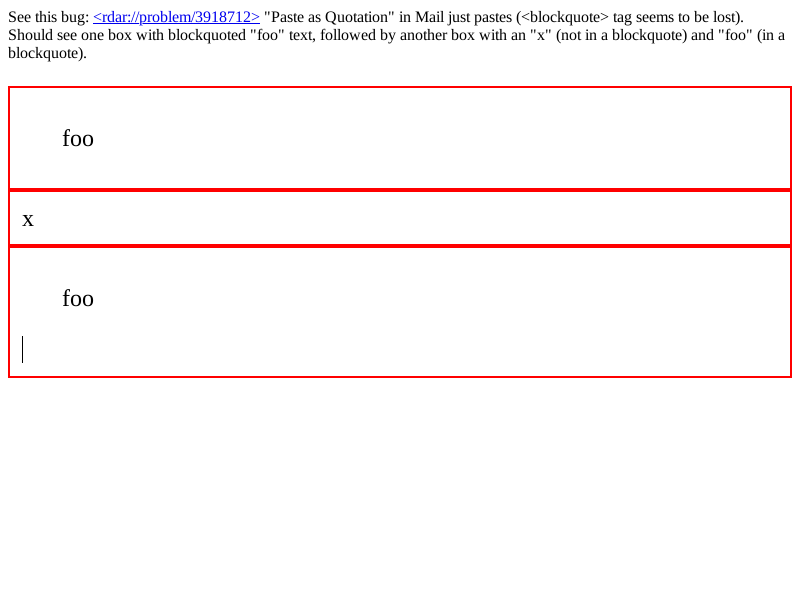 See this bug: <rdar://problem/3918712> "Paste as Quotation" in Mail just pastes (<blockquote> tag seems to be lost).
Should see one box with blockquoted "foo" text, followed by another box with an "x" (not in a blockquote) and "foo" (in a
blockquote).
foo
x
foo